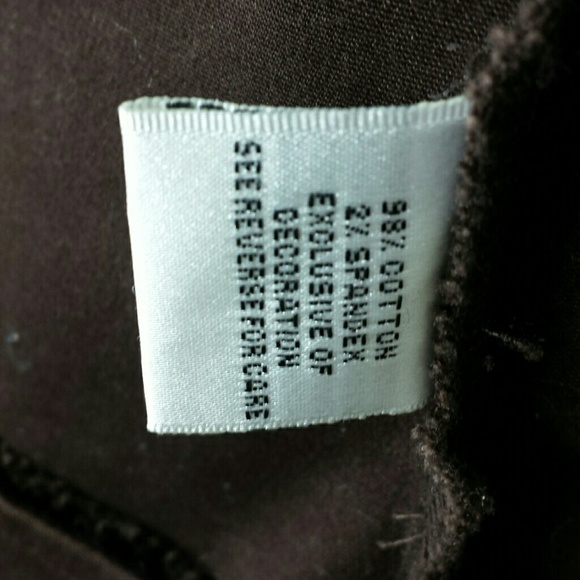 98% COTTON
2% SPANDEX
EXCLUSIVE OF
DECORATION
SEE REVERSE FOR CARE